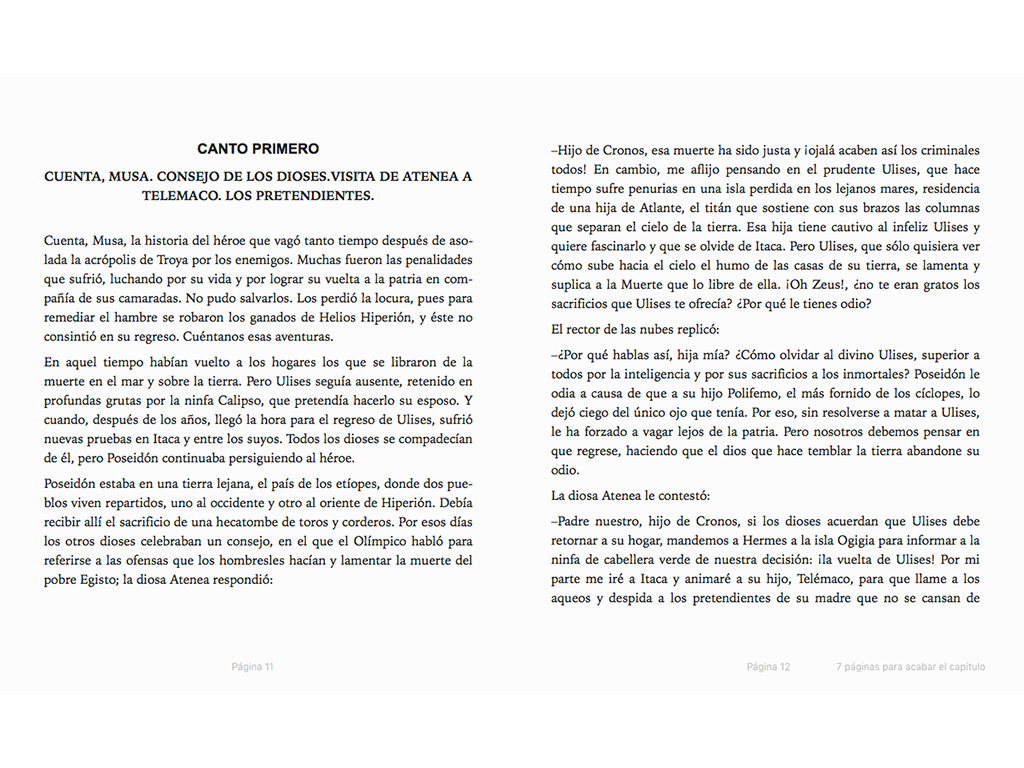 CANTO PRIMERO
CUENTA, MUSA. CONSEJO DE LOS DIOSES.VISITA DE ATENEA A
TELEMACO. LOS PRETENDIENTES.
Cuenta, Musa, la historia del héroe que vagó tanto tiempo después de aso-
lada la acrópolis de Troya por los enemigos. Muchas fueron las penalidades
que sufrió, luchando por su vida y por lograr su vuelta a la patria en com-
pañía de sus camaradas. No pudo salvarlos. Los perdió la locura, pues para
remediar el hambre se robaron los ganados de Helios Hiperión, y éste no
consintió en su regreso. Cuéntanos esas aventuras.
En aquel tiempo habían vuelto a los hogares los que se libraron de la
muerte en el mar y sobre la tierra. Pero Ulises seguía ausente, retenido en
profundas grutas por la ninfa Calipso, que pretendía hacerlo su esposo. Y
cuando, después de los años, llegó la hora para el regreso de Ulises, sufrió
nuevas pruebas en Itaca y entre los suyos. Todos los dioses se compadecían
de él, pero Poseidón continuaba persiguiendo al héroe.
Poseidón estaba en una tierra lejana, el país de los etíopes, donde dos pue-
blos viven repartidos, uno al occidente y otro al oriente de Hiperión. Debía
recibir allí el sacrificio de una hecatombe de toros y corderos. Por esos días
los otros dioses celebraban un consejo, en el que el Olímpico habló para
referirse a las ofensas que los hombresles hacían y lamentar la muerte del
pobre Egisto; la diosa Atenea respondió:
Página 11
–Hijo de Cronos, esa muerte ha sido justa y ¡ojalá acaben así los criminales
todos! En cambio, me aflijo pensando en el prudente Ulises, que hace
tiempo sufre penurias en una isla perdida en los lejanos mares, residencia
de una hija de Atlante, el titán que sostiene con sus brazos las columnas
que separan el cielo de la tierra. Esa hija tiene cautivo al infeliz Ulises y
quiere fascinarlo y que se olvide de Itaca. Pero Ulises, que sólo quisiera ver
cómo sube hacia el cielo el humo de las casas de su tierra, se lamenta y
suplica a la Muerte que lo libre de ella. ¡Oh Zeus!, ¿no te eran gratos los
sacrificios que Ulises te ofrecía? ¿Por qué le tienes odio?
El rector de las nubes replicó:
–¿Por qué hablas así, hija mía? ¿Cómo olvidar al divino Ulises, superior a
todos por la inteligencia y por sus sacrificios a los inmortales? Poseidón le
odia a causa de que a su hijo Polifemo, el más fornido de los cíclopes, lo
dejó ciego del único ojo que tenía. Por eso, sin resolverse a matar a Ulises,
le ha forzado a vagar lejos de la patria. Pero nosotros debemos pensar en
que regrese, haciendo que el dios que hace temblar la tierra abandone su
odio.
La diosa Atenea le contestó:
–Padre nuestro, hijo de Cronos, si los dioses acuerdan que Ulises debe
retornar a su hogar, mandemos a Hermes a la isla Ogigia para informar a la
ninfa de cabellera verde de nuestra decisión: ¡la vuelta de Ulises! Por mi
parte me iré a Itaca y animaré a su hijo, Telémaco, para que llame a los
aqueos y despida a los pretendientes de su madre que no se cansan de
Página 12
7 páginas para acabar el capítulo